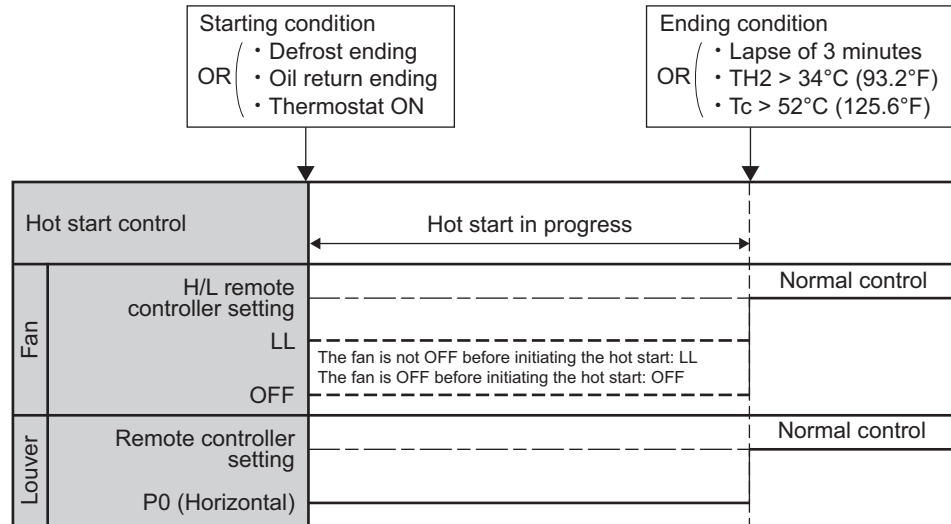 Starting condition
OR
・Defrost ending
・Oil return ending
・Thermostat ON
Ending condition
OR
・Lapse of 3 minutes
・TH2 > 34°C (93.2°F)
・Tc > 52°C (125.6°F)
Hot start control
Hot start in progress
Fan
H/L remote
controller setting
Normal control
LL
The fan is not OFF before initiating the hot start: LL
The fan is OFF before initiating the hot start: OFF
OFF
Louver
Remote controller
setting
Normal control
P0 (Horizontal)